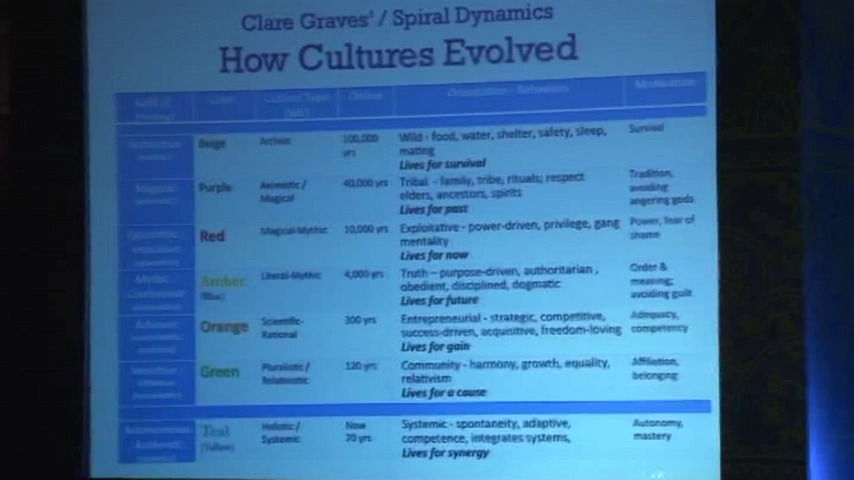 Clare Graves' / Spiral Dynamics
How Cultures Evolved
Color
Culture Type
Online
Orientation - Behaviors
Motivation
Beige
Archaic
100,000
yrs
Wild - food, water, shelter, safety, sleep,
mating
Lives for survival
Survival
Purple
Animistic /
Magical
40,000 yrs
Tribal - family, tribe, rituals; respect
elders, ancestors, spirits
Lives for past
Tradition,
avoiding
angering gods
Red
Magical-Mythic
10,000 yrs
Exploitative - power-driven, privilege, gang
mentality
Lives for now
Power, fear of
shame
Amber
(Blue)
Literal-Mythic
4,000 yrs
Truth – purpose-driven, authoritarian ,
obedient, disciplined, dogmatic
Lives for future
Order &
meaning;
avoiding guilt
Orange
Scientific-
Rational
300 yrs
Entrepreneurial - strategic, competitive,
success-driven, acquisitive, freedom-loving
Lives for gain
Adequacy,
competency
Green
Pluralistic /
Relativistic
120 yrs
Community - harmony, growth, equality,
relativism
Lives for a cause
Affiliation,
belonging
Teal
(Yellow)
Holistic /
Systemic
Now
70 yrs
Systemic - spontaneity, adaptive,
competence, integrates systems,
Lives for synergy
Autonomy,
mastery